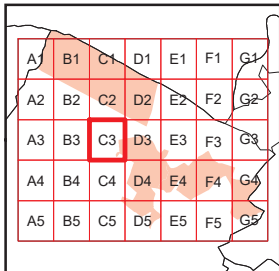 A1 B1 C1 D1 E1 F1 G1
A2 B2 C2 D2 E2 F2 G2
A3 B3 C3 D3 E3 F3 G3
A4 B4 C4 D4 E4 F4 G4
A5 B5 C5 D5 E5 F5 G5